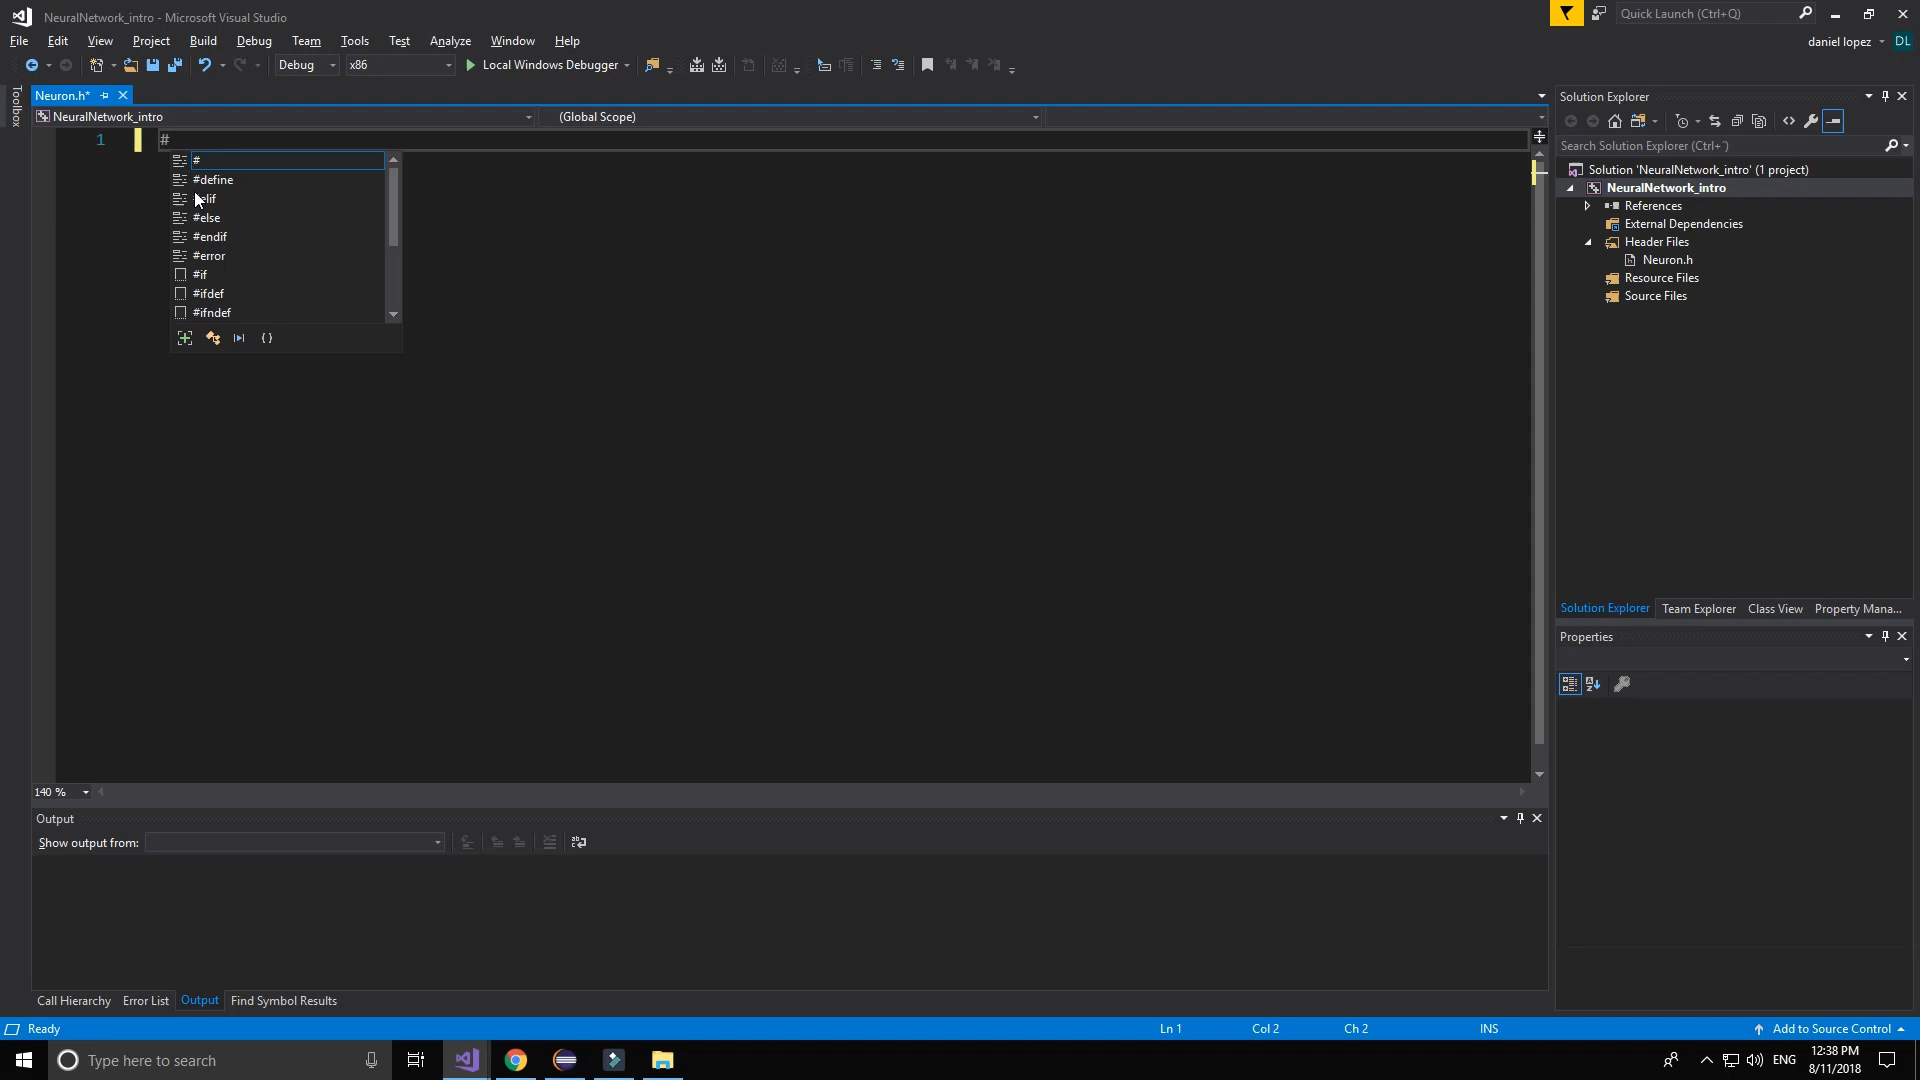 NeuralNetwork_intro - Microsoft Visual Studio
Quick Launch (Ctrl+Q)
File Edit View Project Build Debug Team Tools Test Analyze Window Help
daniel lopez DL
Debug x86 Local Windows Debugger
Toolbox
Neuron.h*
NeuralNetwork_intro (Global Scope)
1 #
#
#define
#else
#endif
#error
#if
#ifdef
#ifndef
140 %
Output
Show output from:
Call Hierarchy Error List Output Find Symbol Results
Solution Explorer
Search Solution Explorer (Ctrl+¨)
Solution 'NeuralNetwork_intro' (1 project)
NeuralNetwork_intro
References
External Dependencies
Header Files
Neuron.h
Resource Files
Source Files
Solution Explorer Team Explorer Class View Property Mana...
Properties
Ready Ln 1 Col 2 Ch 2 INS Add to Source Control
Type here to search
ENG
12:38 PM
8/11/2018